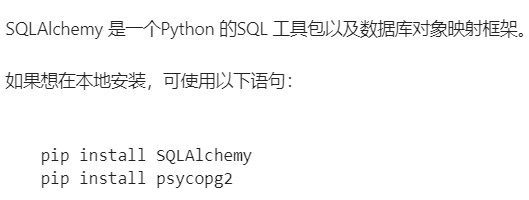 SQLAlchemy 是一个Python 的SQL 工具包以及数据库对象映射框架。
如果想在本地安装，可使用以下语句：
pip install SQLAlchemy
pip install psycopg2